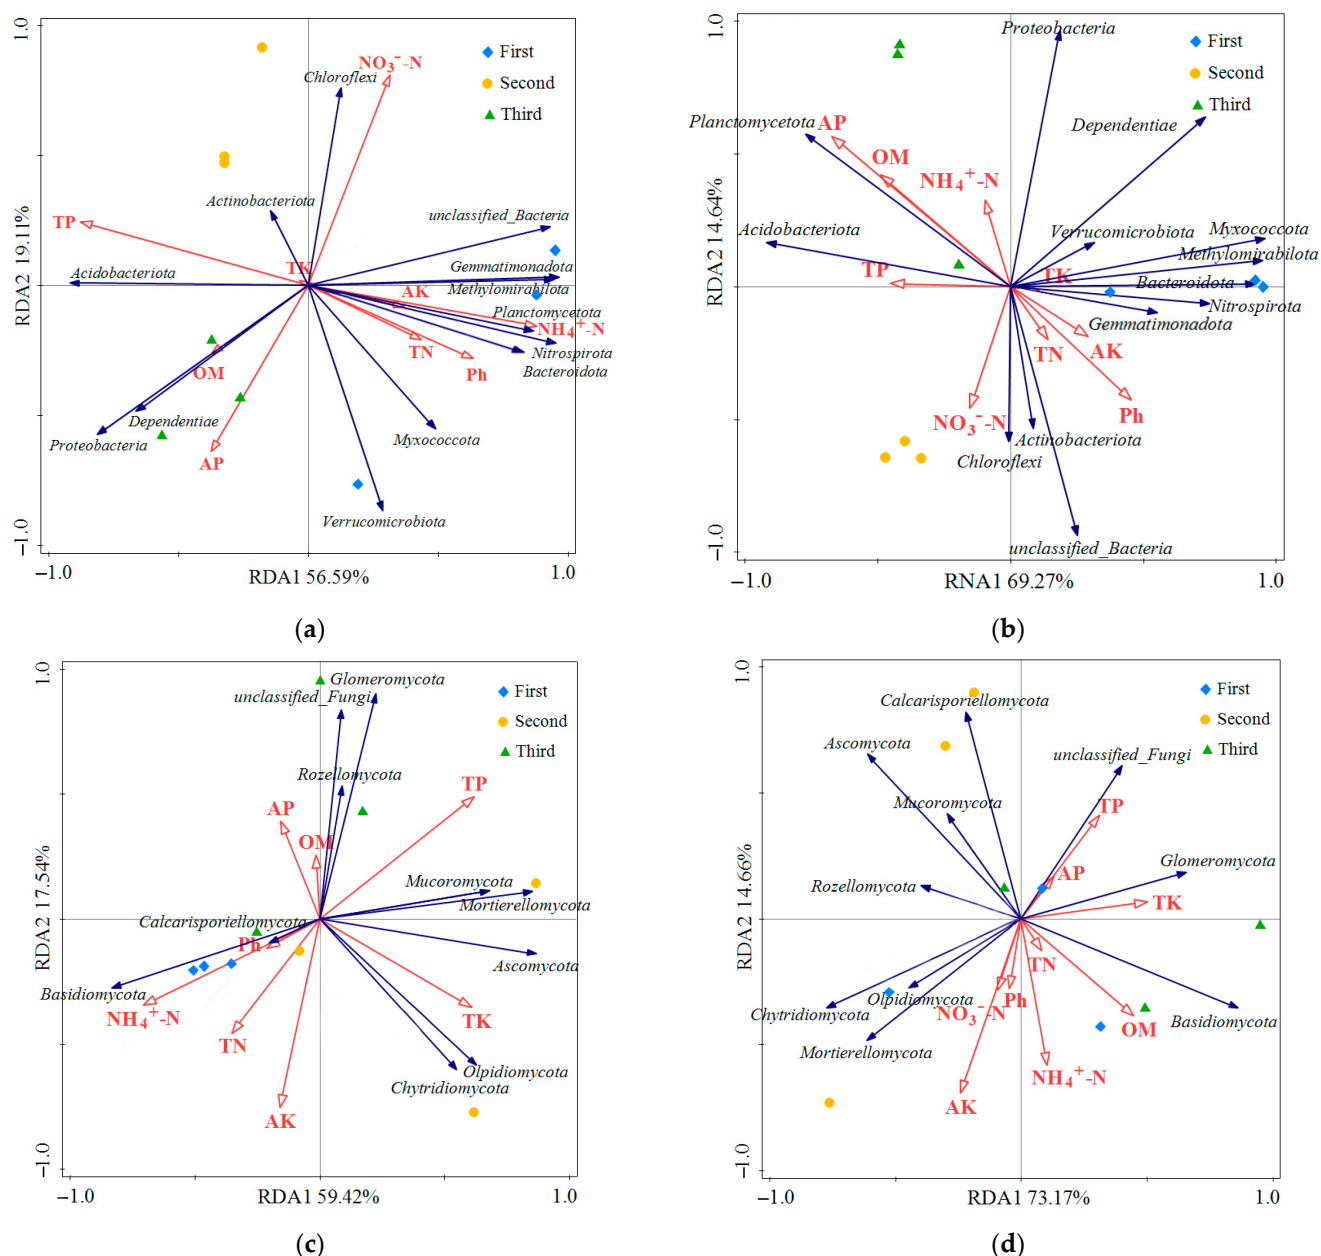 1.0
First
Second
Third
NO3⁻-N
Chloroflexi
Actinobacteriota
unclassified_Bacteria
TP
TK
Gemmatimonadota
Acidobacteriota
Methylomirabilota
AK
Planctomycetota
NH4⁺-N
TN
Nitrospirota
Ph
Bacteroidota
OM
Dependentiae
Proteobacteria
Myxococcota
AP
Verrucomicrobiota
RDA2 19.11%
-1.0
−1.0
RDA1 56.59%
1.0
(a)
1.0
Proteobacteria
First
Second
Third
Planctomycetota
AP
Dependentiae
OM
NH4⁺-N
Acidobacteriota
Verrucomicrobiota
Myxococcota
Methylomirabilota
TP
TK
Bacteroidota
Nitrospirota
Gemmatimonadota
TN
AK
Ph
NO3⁻-N
Actinobacteriota
Chloroflexi
unclassified_Bacteria
RDA2 14.64%
−1.0
−1.0
RNA1 69.27%
1.0
(b)
1.0
Glomeromycota
unclassified_Fungi
First
Second
Third
Rozellomycota
TP
AP
OM
Mucoromycota
Mortierellomycota
Calcarisporiellomycota
Ph
Ascomycota
Basidiomycota
NH4⁺-N
TN
TK
Olpidiomycota
Chytridiomycota
AK
RDA2 17.54%
−1.0
−1.0
RDA1 59.42%
1.0
(c)
1.0
Calcarisporiellomycota
First
Second
Third
Ascomycota
unclassified_Fungi
Mucoromycota
TP
Glomeromycota
AP
Rozellomycota
TK
TN
Olpidiomycota
Ph
Chytridiomycota
NO3⁻-N
OM
Basidiomycota
Mortierellomycota
NH4⁺-N
AK
RDA2 14.66%
−1.0
−1.0
RDA1 73.17%
1.0
(d)